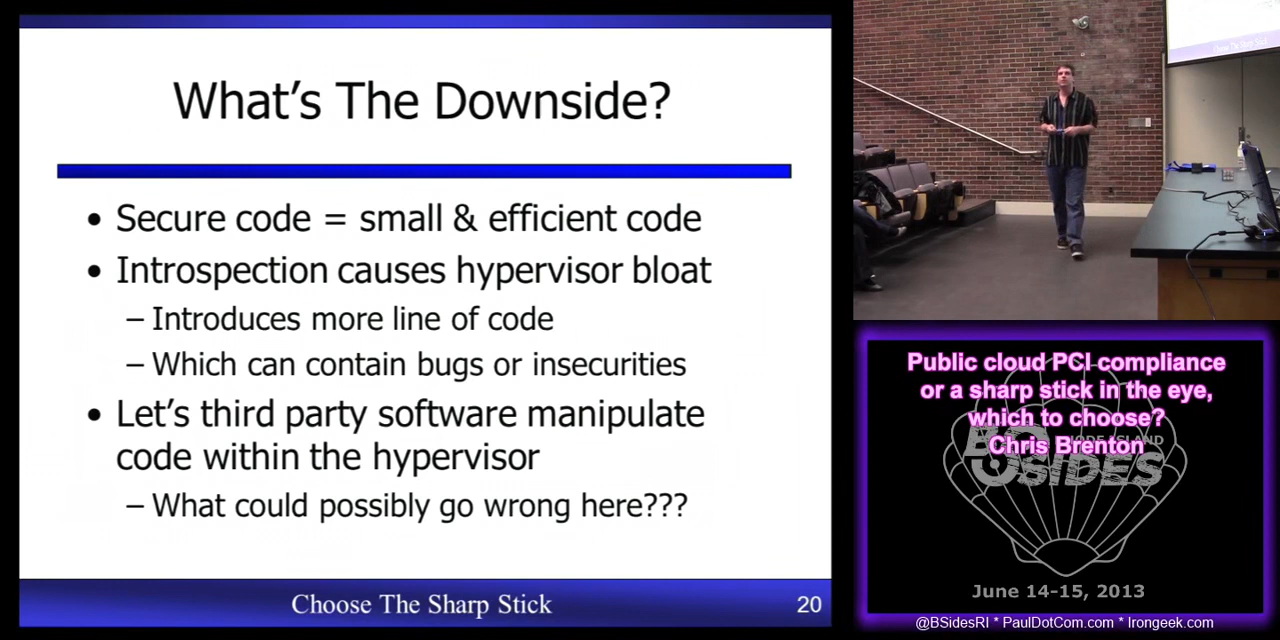 What's The Downside?
• Secure code = small & efficient code
• Introspection causes hypervisor bloat
– Introduces more line of code
– Which can contain bugs or insecurities
• Let's third party software manipulate
code within the hypervisor
– What could possibly go wrong here???
Choose The Sharp Stick
20
Public cloud PCI compliance
or a sharp stick in the eye,
which to choose?
Chris Brenton
SIDES
June 14-15, 2013
@BSidesRI * PaulDotCom.com * Irongeek.com